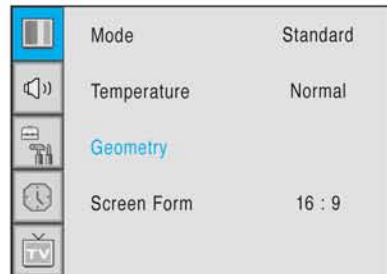 Mode Standard
Temperature Normal
Geometry
Screen Form 16 : 9
TV